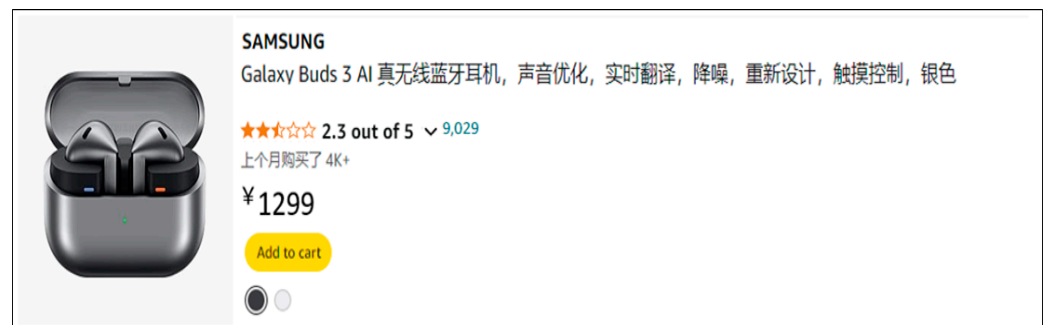 SAMSUNG
Galaxy Buds 3 AI 真无线蓝牙耳机，声音优化，实时翻译，降噪，重新设计，触摸控制，银色
2.3 out of 5 9,029
上个月购买了 4K+
¥1299
Add to cart